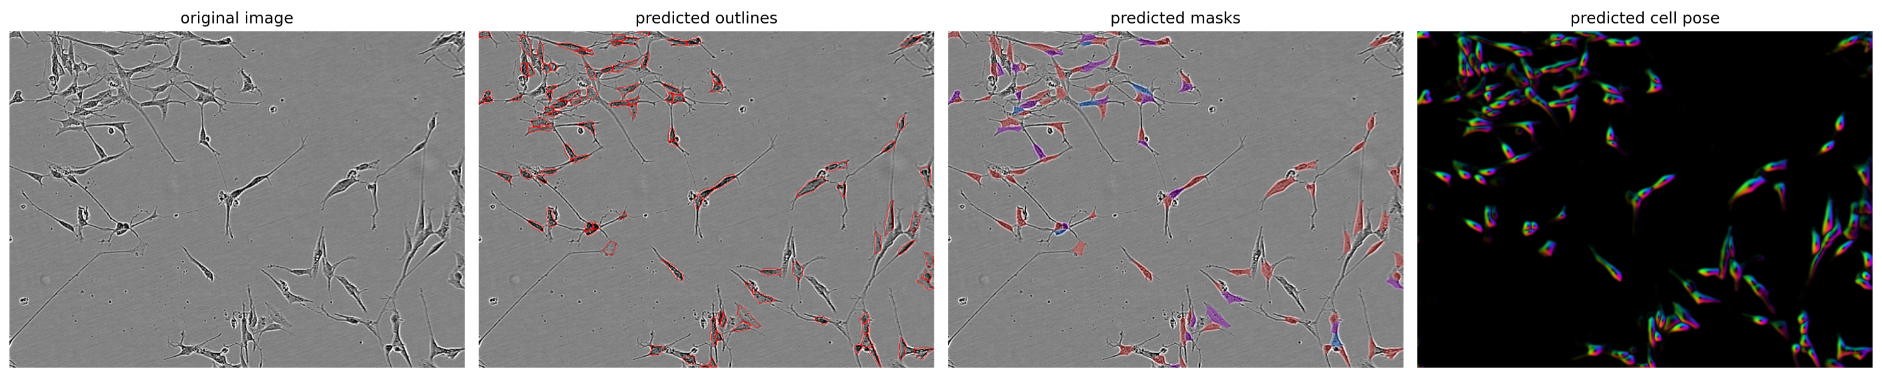 original image
predicted outlines
predicted masks
predicted cell pose